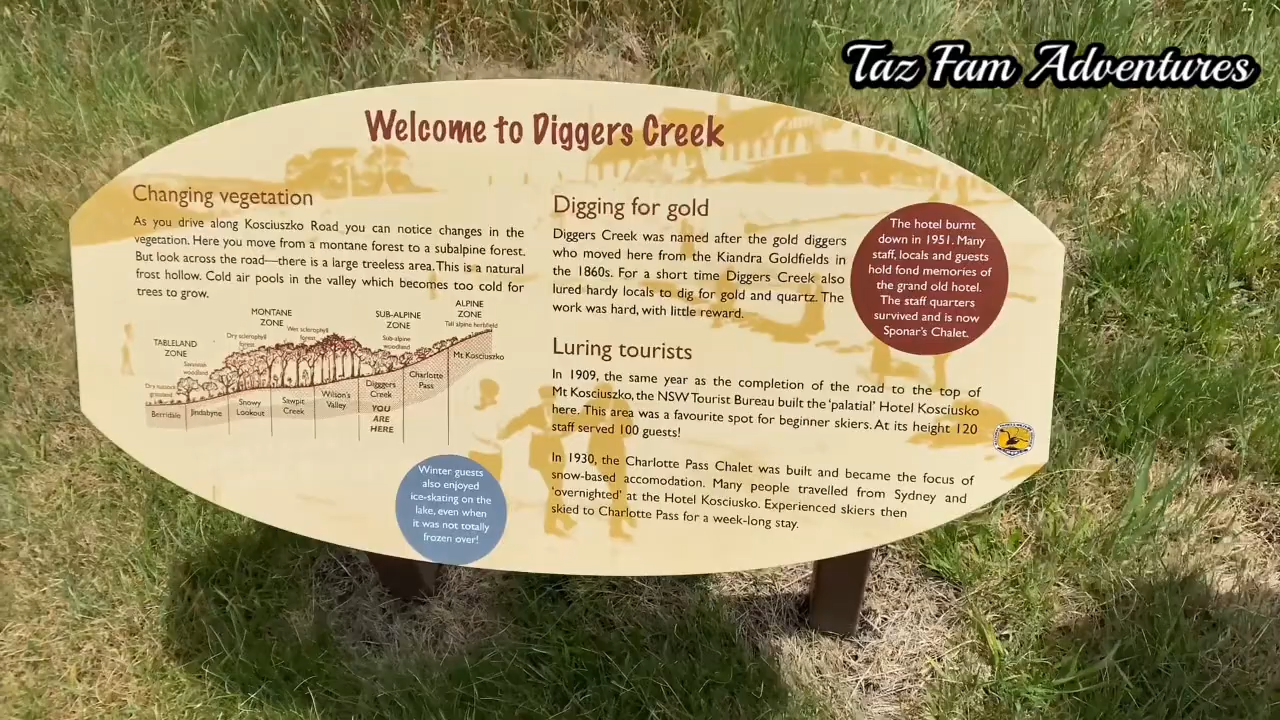 Taz Fam Adventures
Welcome to Diggers Creek
Changing vegetation
As you drive along Kosciuszko Road you can notice changes in the
vegetation. Here you move from a montane forest to a subalpine forest.
But look across the road—there is a large treeless area. This is a natural
frost hollow. Cold air pools in the valley which becomes too cold for
trees to grow.
TABLELAND
ZONE
MONTANE
ZONE
SUB-ALPINE
ZONE
ALPINE
ZONE
Dry tussock
grassland
Savannah
woodland
Dry sclerophyll
forest
Wet sclerophyll
forest
Sub-alpine
woodland
Tall alpine herbfield
Berridale
Jindabyne
Snowy
Lookout
Sawpit
Creek
Wilson's
Valley
Diggers
Creek
YOU
ARE
HERE
Charlotte
Pass
Mt Kosciuszko
Winter guests
also enjoyed
ice-skating on the
lake, even when
it was not totally
frozen over!
Digging for gold
Diggers Creek was named after the gold diggers
who moved here from the Kiandra Goldfields in
the 1860s. For a short time Diggers Creek also
lured hardy locals to dig for gold and quartz. The
work was hard, with little reward.
The hotel burnt
down in 1951. Many
staff, locals and guests
hold fond memories of
the grand old hotel.
The staff quarters
survived and is now
Sponar's Chalet.
Luring tourists
In 1909, the same year as the completion of the road to the top of
Mt Kosciuszko, the NSW Tourist Bureau built the 'palatial' Hotel Kosciusko
here. This area was a favourite spot for beginner skiers. At its height 120
staff served 100 guests!
In 1930, the Charlotte Pass Chalet was built and became the focus of
snow-based accomodation. Many people travelled from Sydney and
'overnighted' at the Hotel Kosciusko. Experienced skiers then
skied to Charlotte Pass for a week-long stay.